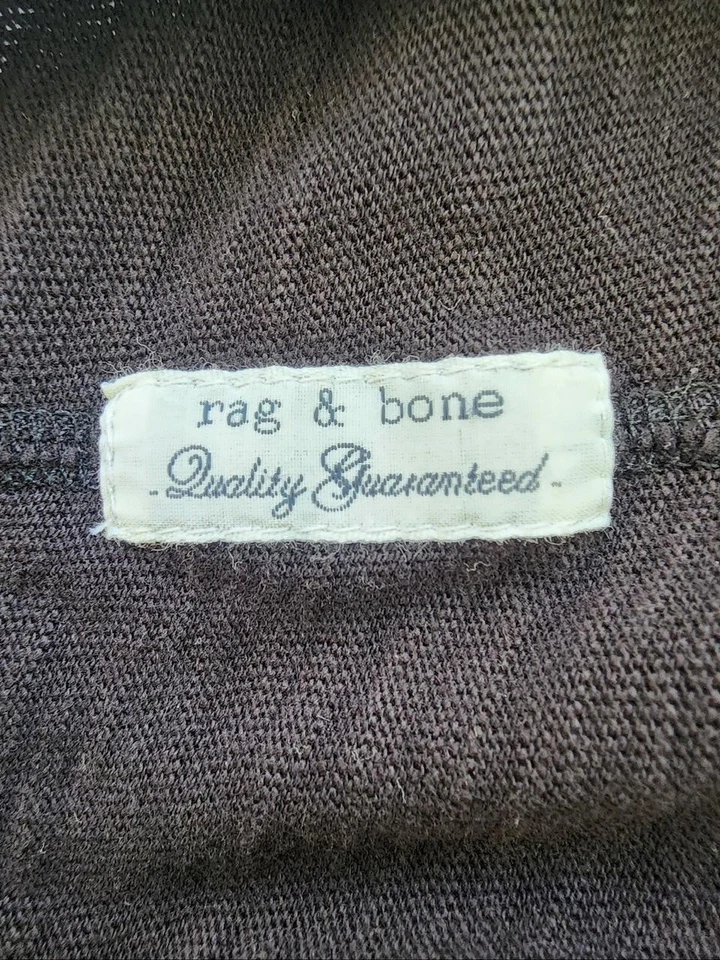 rag & bone
- Quality Guaranteed -